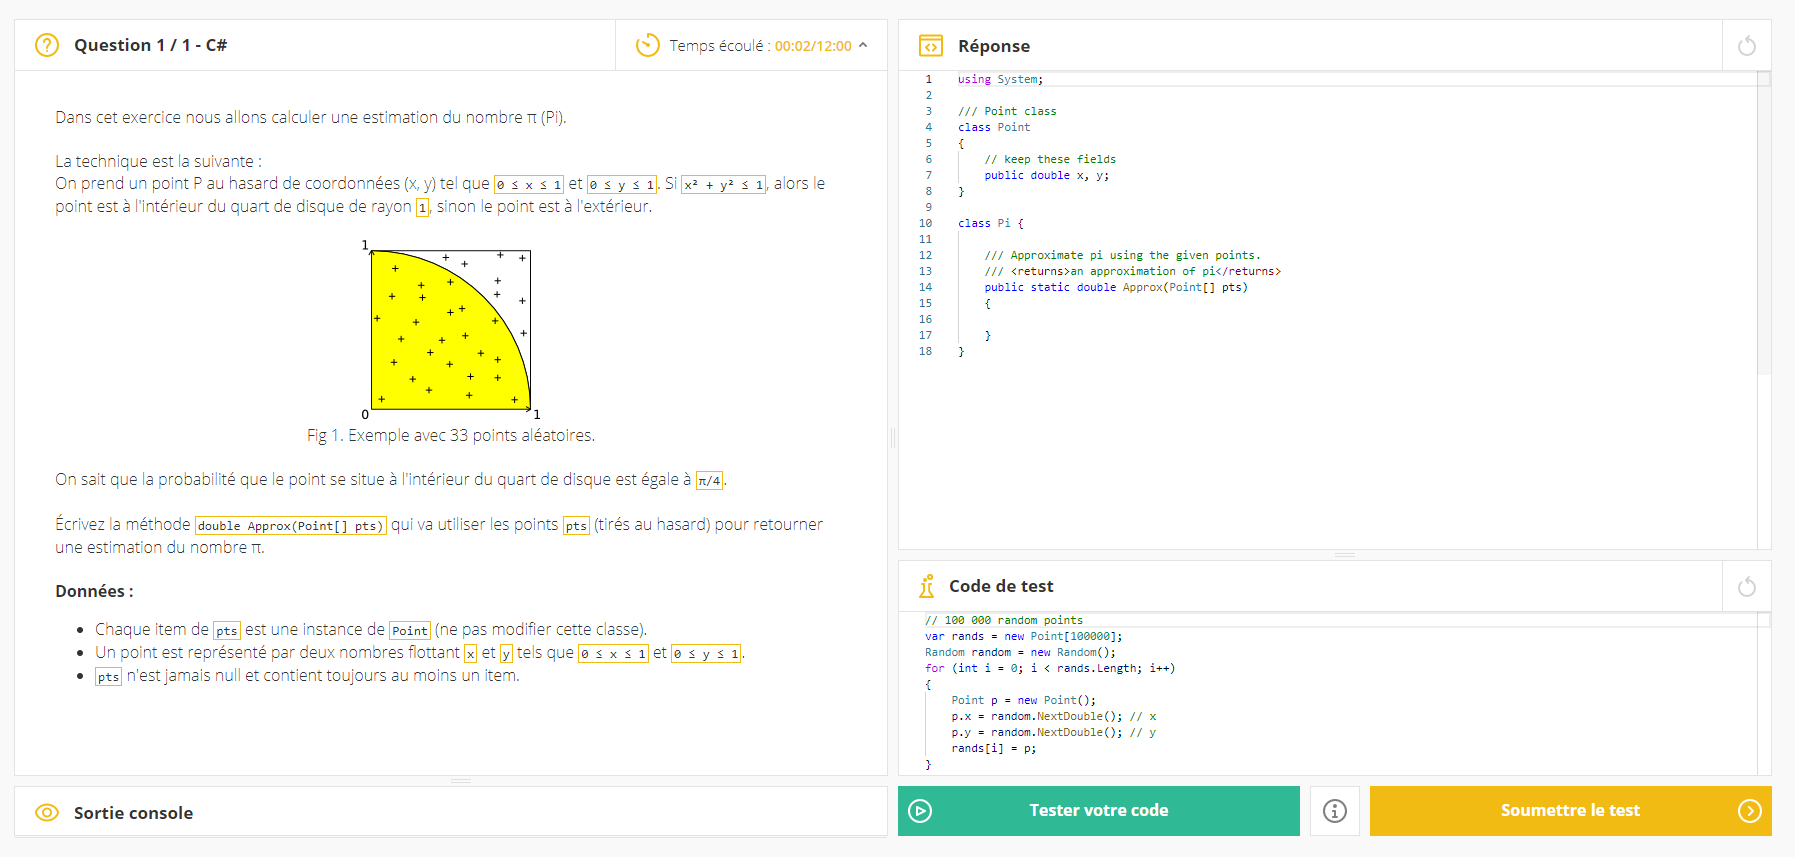 Question 1 / 1 - C#
Temps écoulé : 00:02/12:00
Dans cet exercice nous allons calculer une estimation du nombre π (Pi).
La technique est la suivante :
On prend un point P au hasard de coordonnées (x, y) tel que 0 ≤ x ≤ 1 et 0 ≤ y ≤ 1. Si x² + y² ≤ 1, alors le
point est à l'intérieur du quart de disque de rayon 1, sinon le point est à l'extérieur.
1
0
1
Fig 1. Exemple avec 33 points aléatoires.
On sait que la probabilité que le point se situe à l'intérieur du quart de disque est égale à π/4.
Écrivez la méthode double Approx(Point[] pts) qui va utiliser les points pts (tirés au hasard) pour retourner
une estimation du nombre π.
Données :
• Chaque item de pts est une instance de Point (ne pas modifier cette classe).
• Un point est représenté par deux nombres flottant x et y tels que 0 ≤ x ≤ 1 et 0 ≤ y ≤ 1.
• pts n'est jamais null et contient toujours au moins un item.
Sortie console
Réponse
1 using System;
2
3 /// Point class
4 class Point
5 {
6 // keep these fields
7 public double x, y;
8 }
9
10 class Pi {
11
12 /// Approximate pi using the given points.
13 /// <returns>an approximation of pi</returns>
14 public static double Approx(Point[] pts)
15 {
16
17 }
18 }
Code de test
// 100 000 random points
var rands = new Point[100000];
Random random = new Random();
for (int i = 0; i < rands.Length; i++)
{
Point p = new Point();
p.x = random.NextDouble(); // x
p.y = random.NextDouble(); // y
rands[i] = p;
}
Tester votre code
Soumettre le test